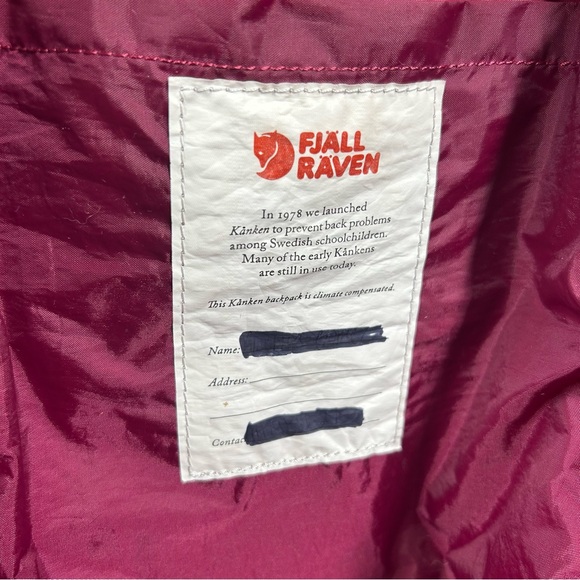 FJÄLL
RÄVEN
In 1978 we launched
Kånken to prevent back problems
among Swedish schoolchildren.
Many of the early Kånkens
are still in use today.
This Kånken backpack is climate compensated.
Name:
Address: